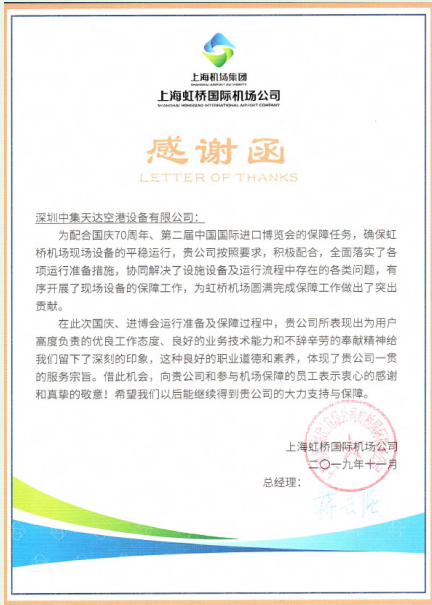 上海机场集团
SHANGHAI AIRPORT AUTHORITY
上海虹桥国际机场公司
SHANGHAI HONGQIAO INTERNATIONAL AIRPORT COMPANY
感谢函
LETTER OF THANKS
深圳中集天达空港设备有限公司：
为配合国庆70周年、第二届中国国际进口博览会的保障任务，确保虹
桥机场现场设备的平稳运行，贵公司按照要求，积极配合，全面落实了各
项运行准备措施，协同解决了设施设备及运行流程中存在的各类问题，有
序开展了现场设备的保障工作，为虹桥机场圆满完成保障工作做出了突出
贡献。
在此次国庆、进博会运行准备及保障过程中，贵公司所表现出为用户
高度负责的优良工作态度、良好的业务技术能力和不辞辛劳的奉献精神给
我们留下了深刻的印象，这种良好的职业道德和素养，体现了贵公司一贯
的服务宗旨。借此机会，向贵公司和参与机场保障的员工表示衷心的感谢
和真挚的敬意！希望我们以后能继续得到贵公司的大力支持与保障。
上海虹桥国际机场公司
二〇一九年十一月
总经理：